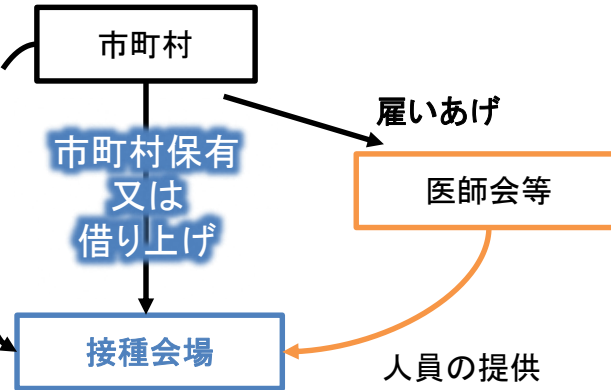 市町村
雇いあげ
市町村保有
又は
借り上げ
医師会等
接種会場
人員の提供